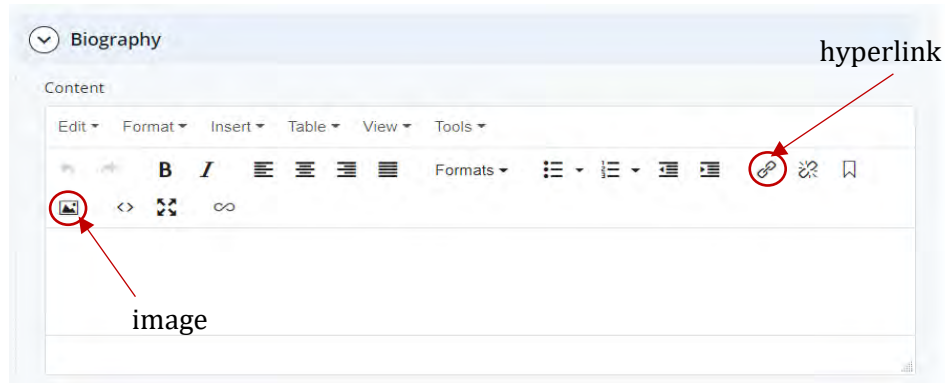 Biography
hyperlink
Content
Edit Format Insert Table View Tools
B I Formats
image